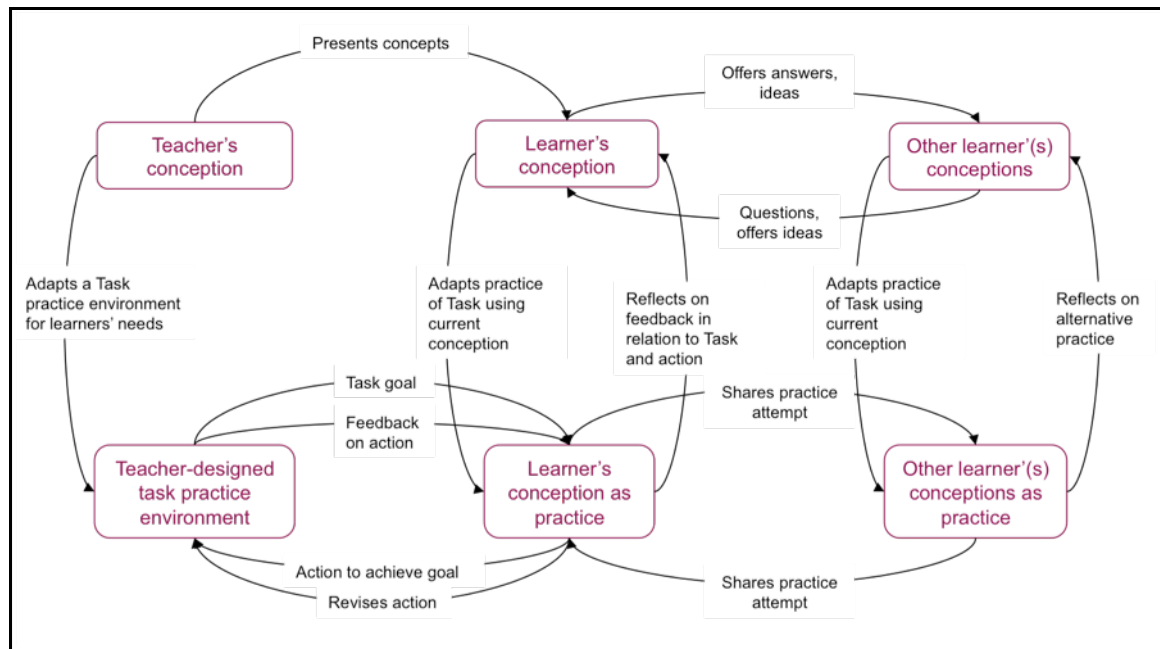 Presents concepts
Offers answers,
ideas
Teacher's
conception
Learner's
conception
Other learner'(s)
conceptions
Questions,
offers ideas
Adapts a Task
practice environment
for learners' needs
Adapts practice
of Task using
current
conception
Reflects on
feedback in
relation to Task
and action
Adapts practice
of Task using
current
conception
Reflects on
alternative
practice
Task goal
Feedback
on action
Shares practice
attempt
Teacher-designed
task practice
environment
Learner's
conception as
practice
Other learner'(s)
conceptions as
practice
Action to achieve goal
Revises action
Shares practice
attempt